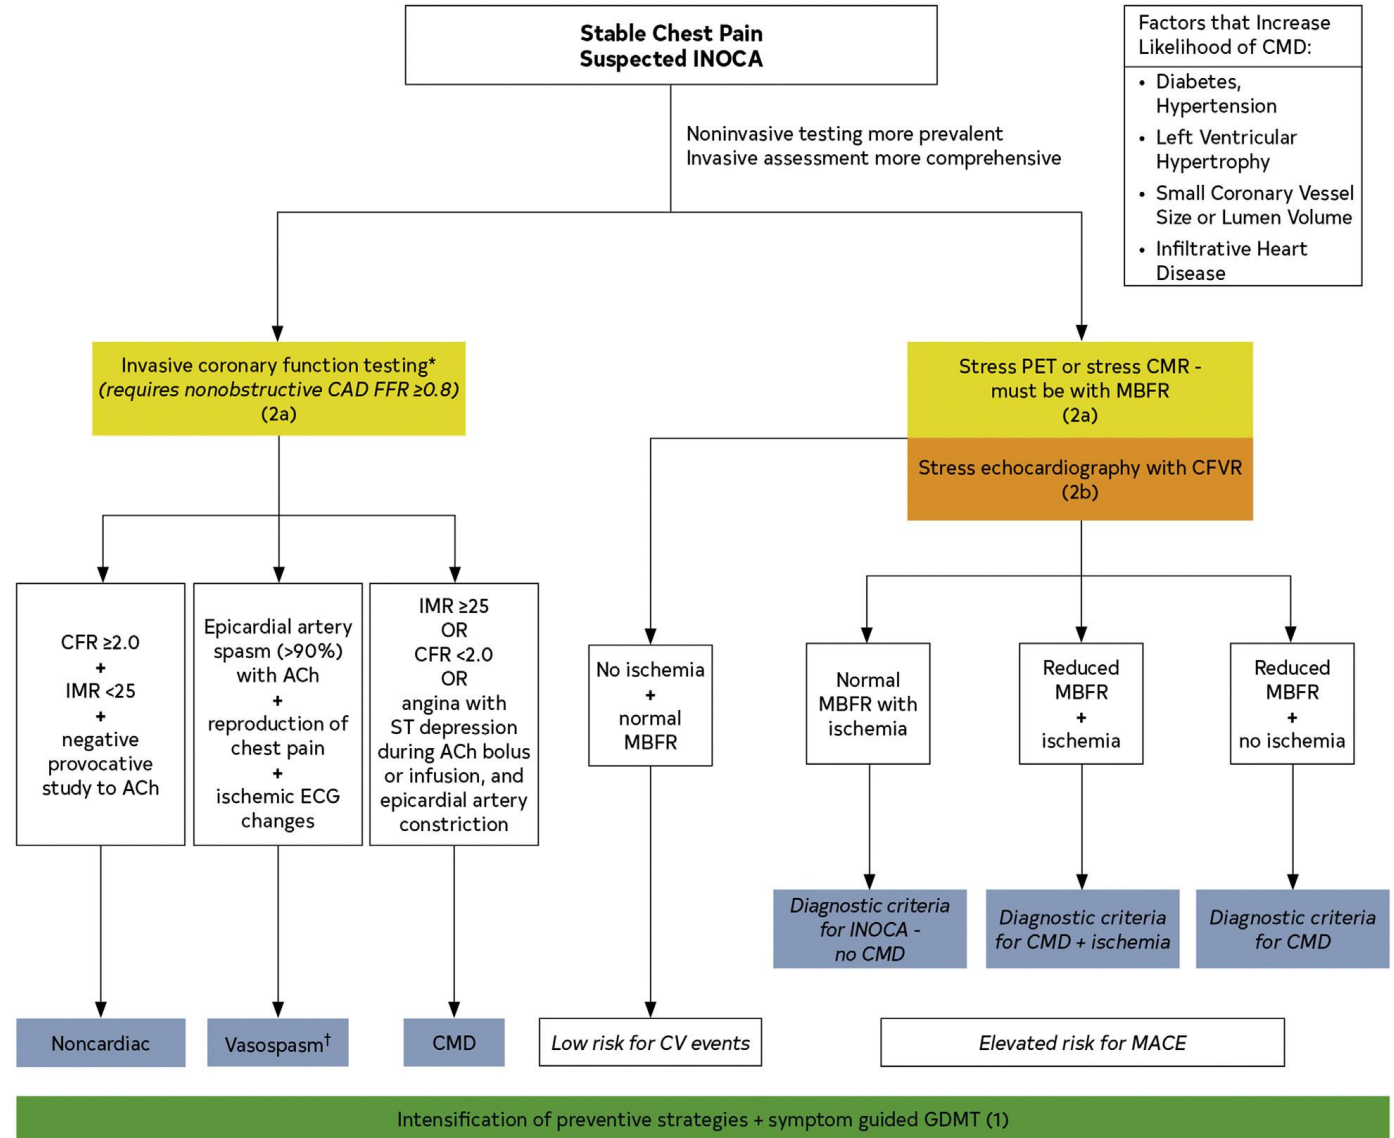 Stable Chest Pain
Suspected INOCA
Factors that Increase
Likelihood of CMD:
• Diabetes,
Hypertension
• Left Ventricular
Hypertrophy
• Small Coronary Vessel
Size or Lumen Volume
• Infiltrative Heart
Disease
Noninvasive testing more prevalent
Invasive assessment more comprehensive
Invasive coronary function testing*
(requires nonobstructive CAD FFR ≥0.8)
(2a)
Stress PET or stress CMR -
must be with MBFR
(2a)
Stress echocardiography with CFVR
(2b)
CFR ≥2.0
+
IMR <25
+
negative
provocative
study to ACh
Epicardial artery
spasm (>90%)
with ACh
+
reproduction of
chest pain
+
ischemic ECG
changes
IMR ≥25
OR
CFR <2.0
OR
angina with
ST depression
during ACh bolus
or infusion, and
epicardial artery
constriction
No ischemia
+
normal
MBFR
Normal
MBFR with
ischemia
Reduced
MBFR
+
ischemia
Reduced
MBFR
+
no ischemia
Diagnostic criteria
for INOCA -
no CMD
Diagnostic criteria
for CMD + ischemia
Diagnostic criteria
for CMD
Noncardiac
Vasospasm†
CMD
Low risk for CV events
Elevated risk for MACE
Intensification of preventive strategies + symptom guided GDMT (1)